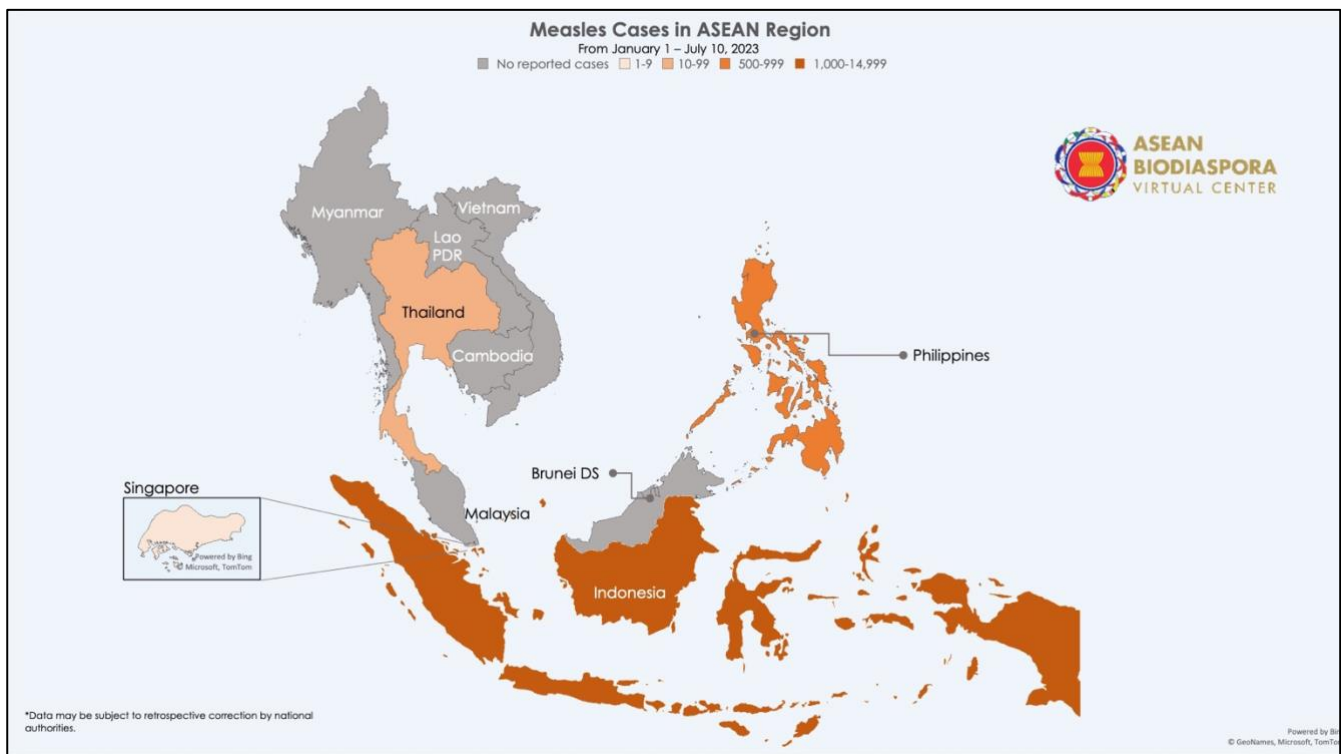 Measles Cases in ASEAN Region
From January 1 – July 10, 2023
No reported cases 1-9 10-99 500-999 1,000-14,999
ASEAN
BIODIASPORA
VIRTUAL CENTER
Myanmar
Vietnam
Lao
PDR
Thailand
Cambodia
Philippines
Brunei DS
Singapore
Malaysia
Powered by Bing
© Microsoft, TomTom
Indonesia
*Data may be subject to retrospective correction by national
authorities.
Powered by Bing
© GeoNames, Microsoft, TomTom